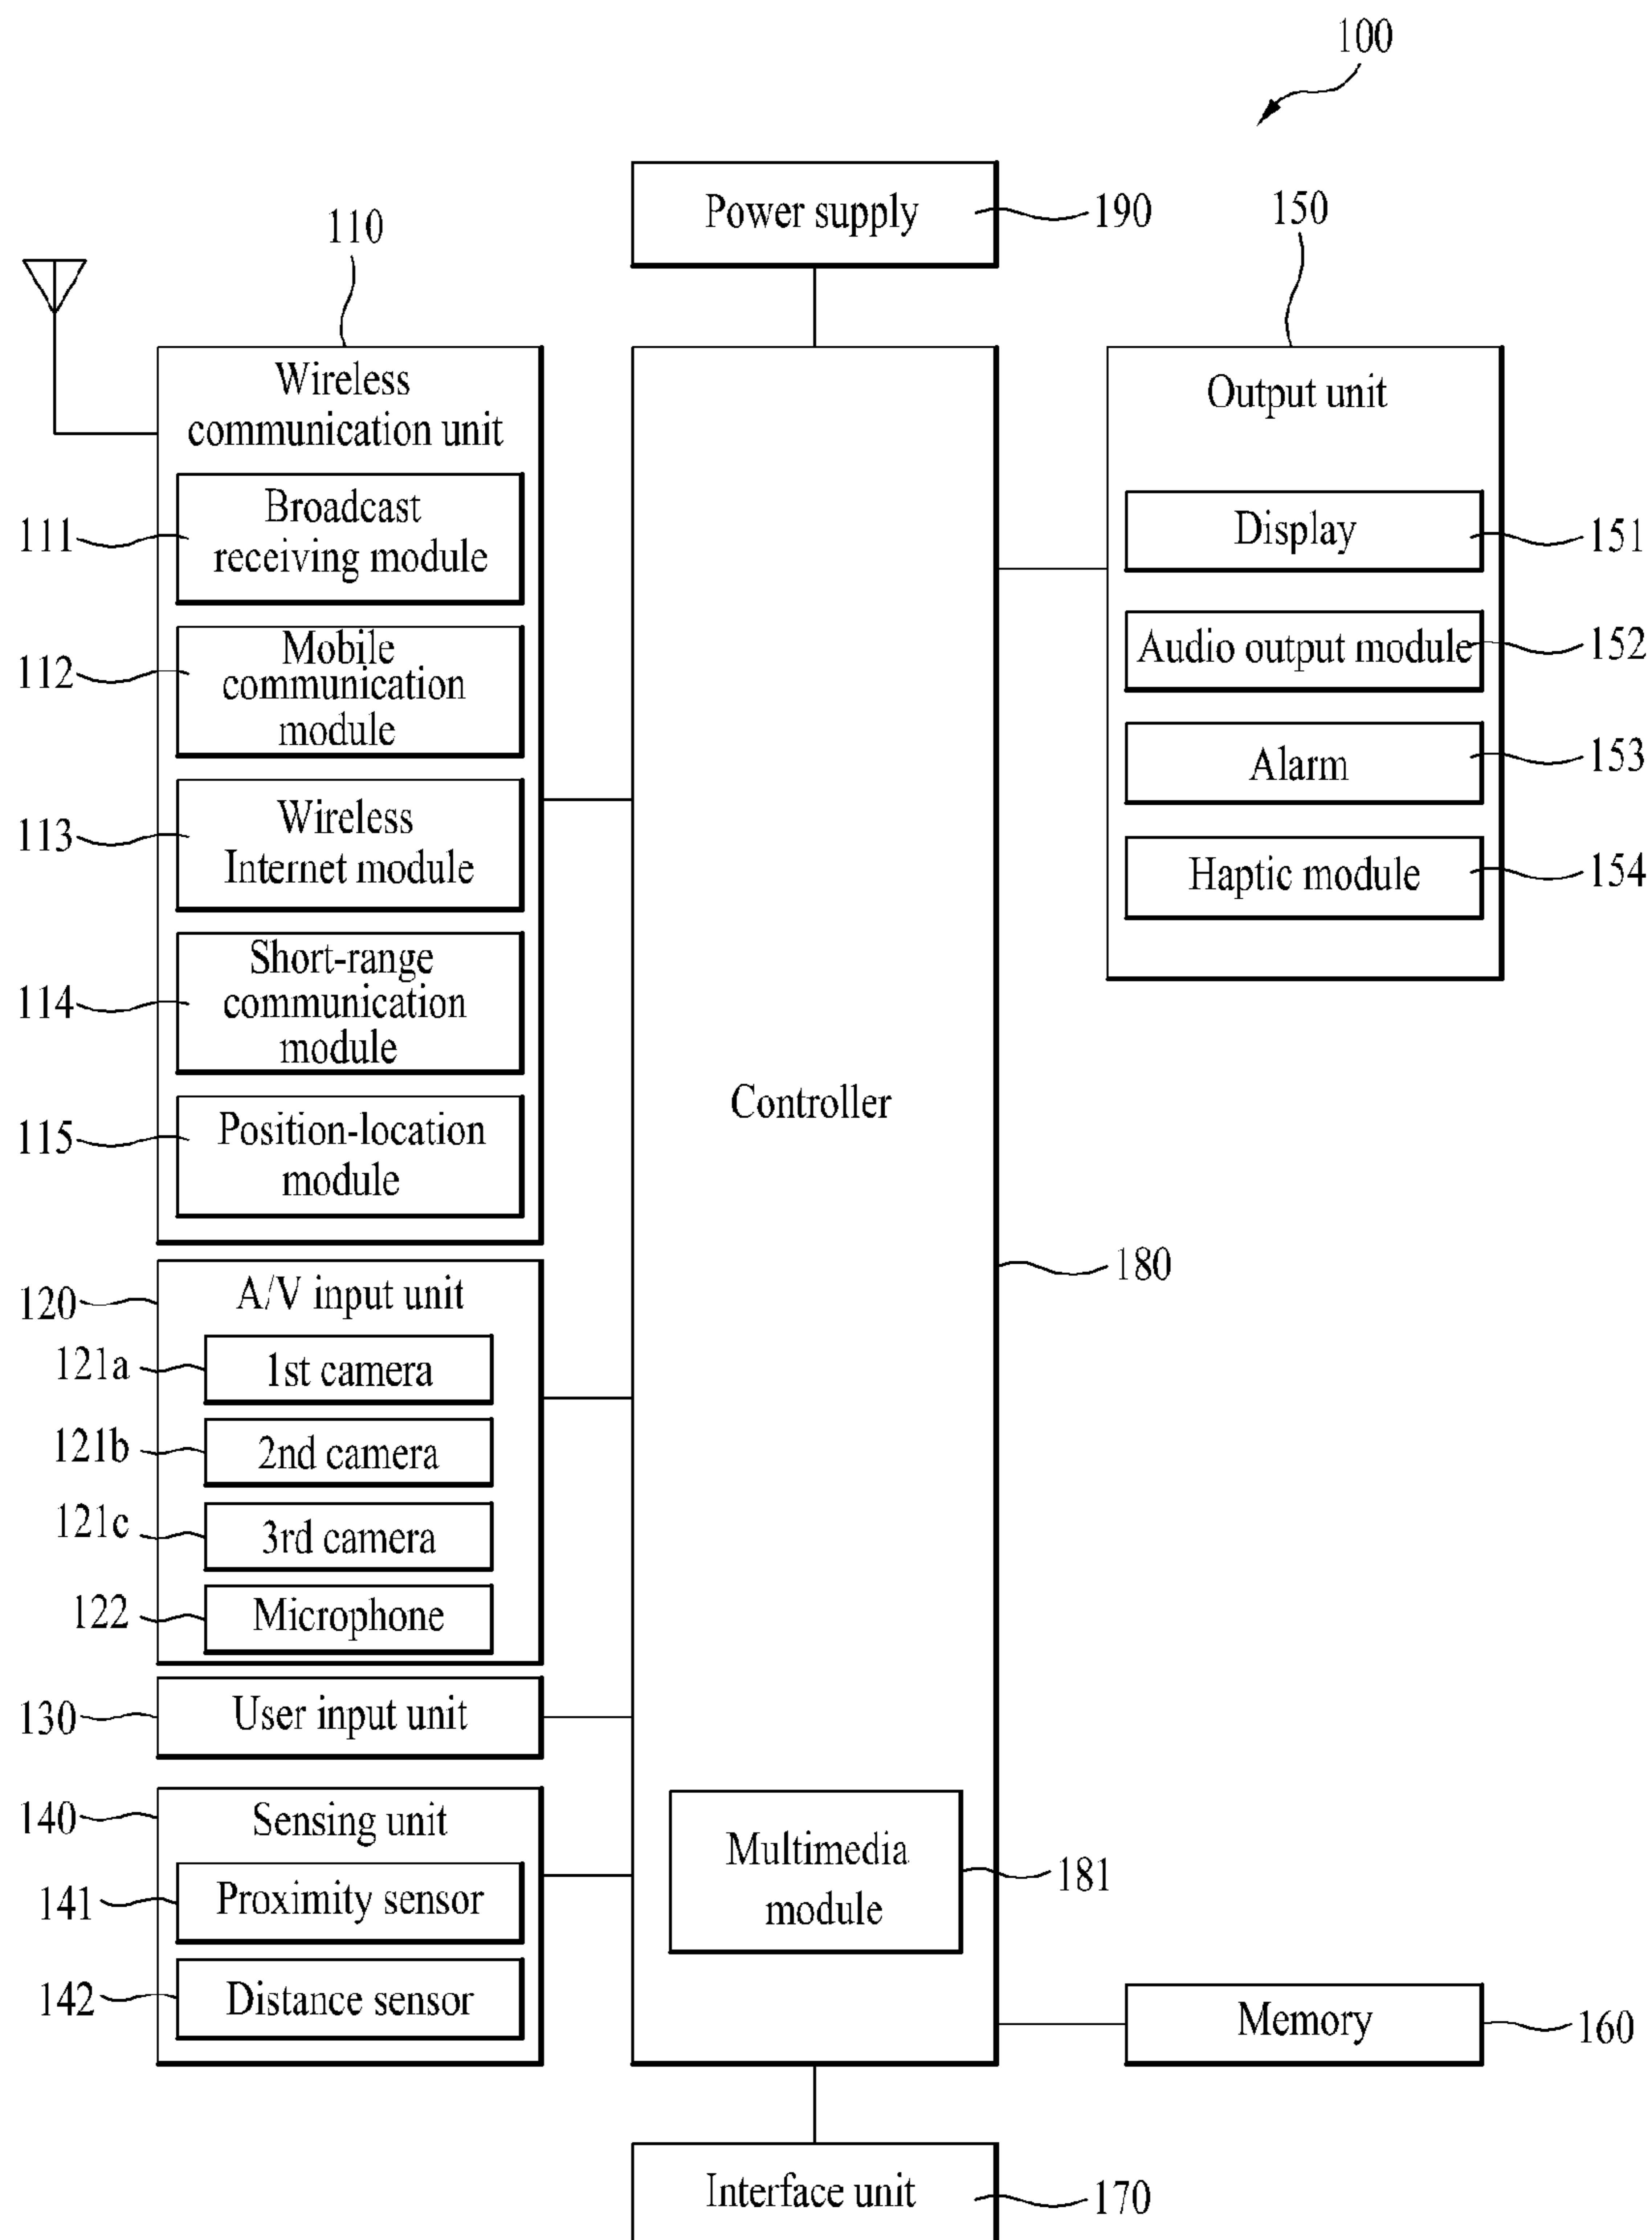 100
Power supply
190
110
150
Wireless
communication unit
Broadcast
receiving module
111
Mobile
communication
module
112
Wireless
Internet module
113
Short-range
communication
module
114
Position-location
module
115
A/V input unit
120
1st camera
121a
2nd camera
121b
3rd camera
121c
Microphone
122
User input unit
130
Sensing unit
140
Proximity sensor
141
Distance sensor
142
Controller
180
Multimedia
module
181
Output unit
Display
151
Audio output module
152
Alarm
153
Haptic module
154
Memory
160
Interface unit
170